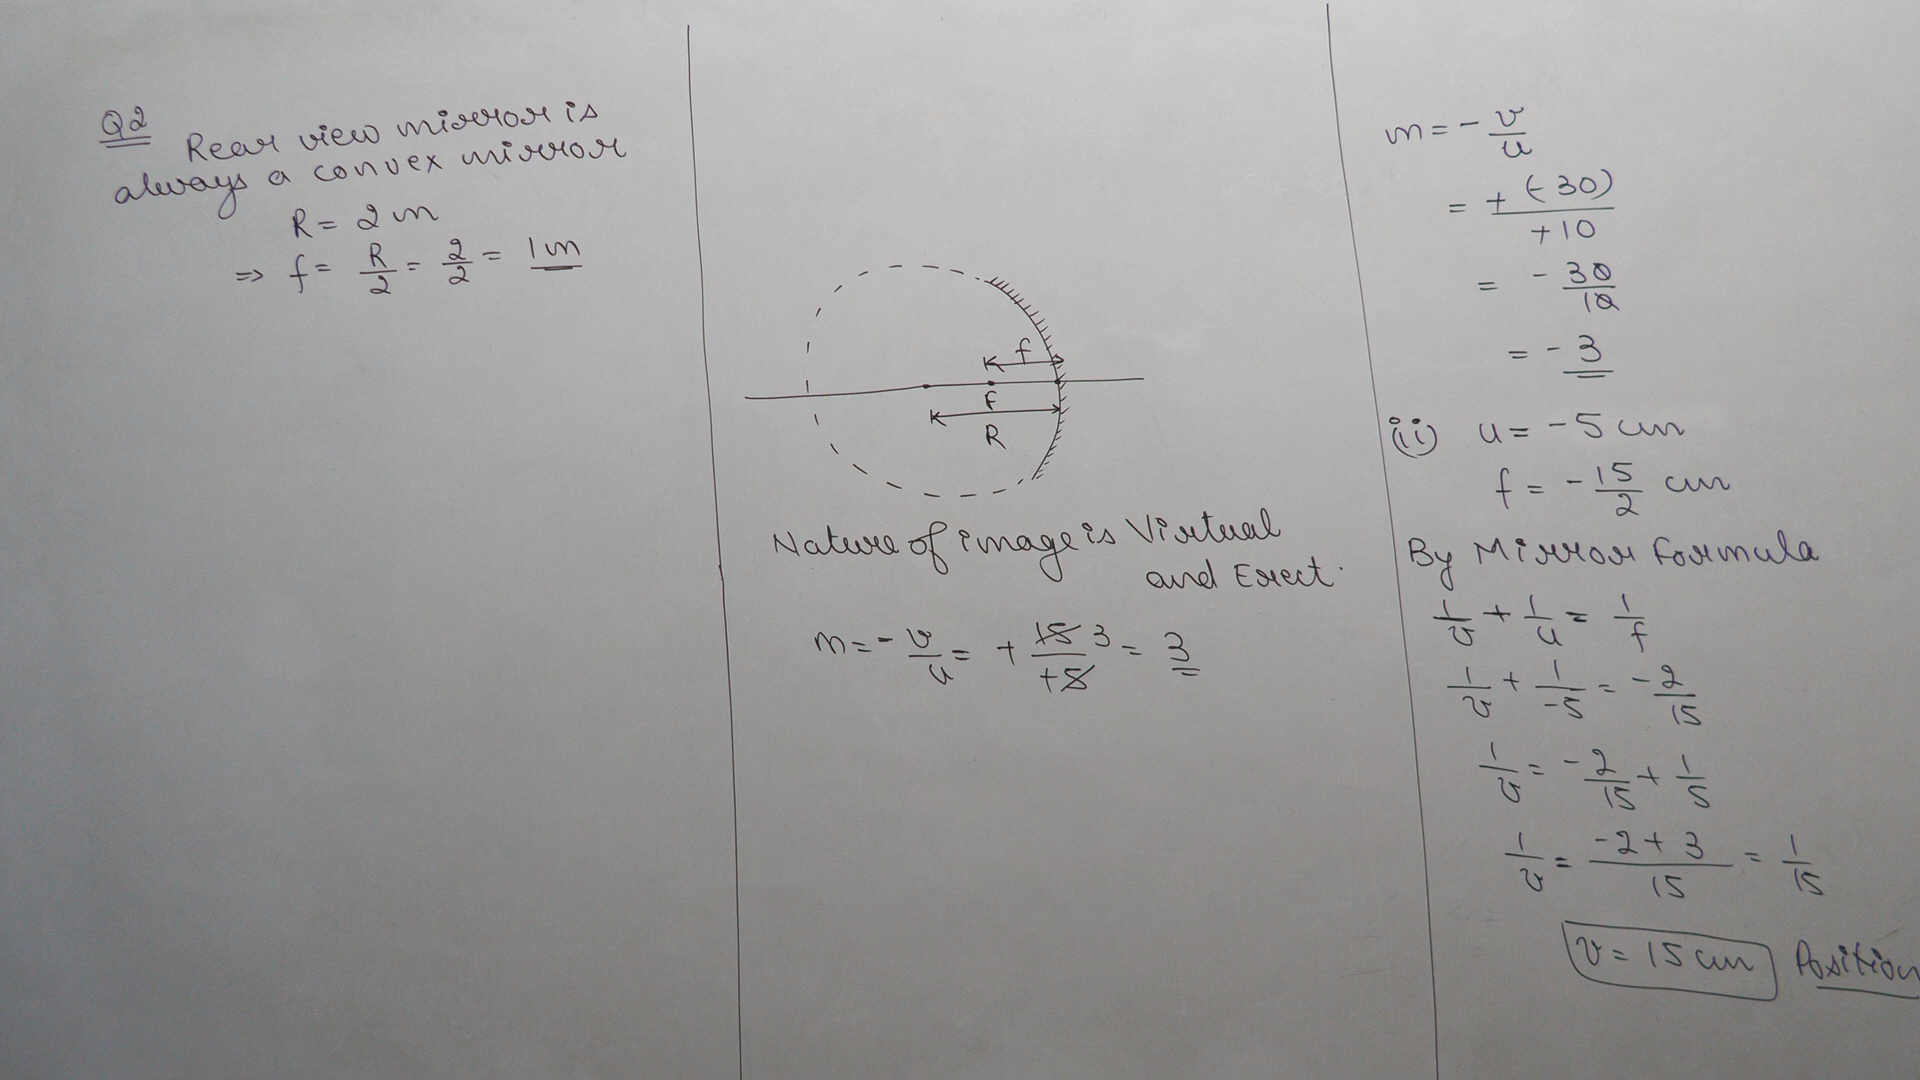 Q2
Rear view mirror is
always a convex mirror
R = 2 m
⇒ f = R/2 = 2/2 = 1 m
f
F
R
Nature of image is Virtual
and Erect.
m = - v/u = + 15/+5 3 = 3
m = - v/u
= + (-30)/+10
= - 30/10
= - 3
(ii) u = -5 cm
f = - 15/2 cm
By Mirror Formula
1/v + 1/u = 1/f
1/v + 1/-5 = - 2/15
1/v = - 2/15 + 1/5
1/v = -2 + 3/15 = 1/15
v = 15 cm Position